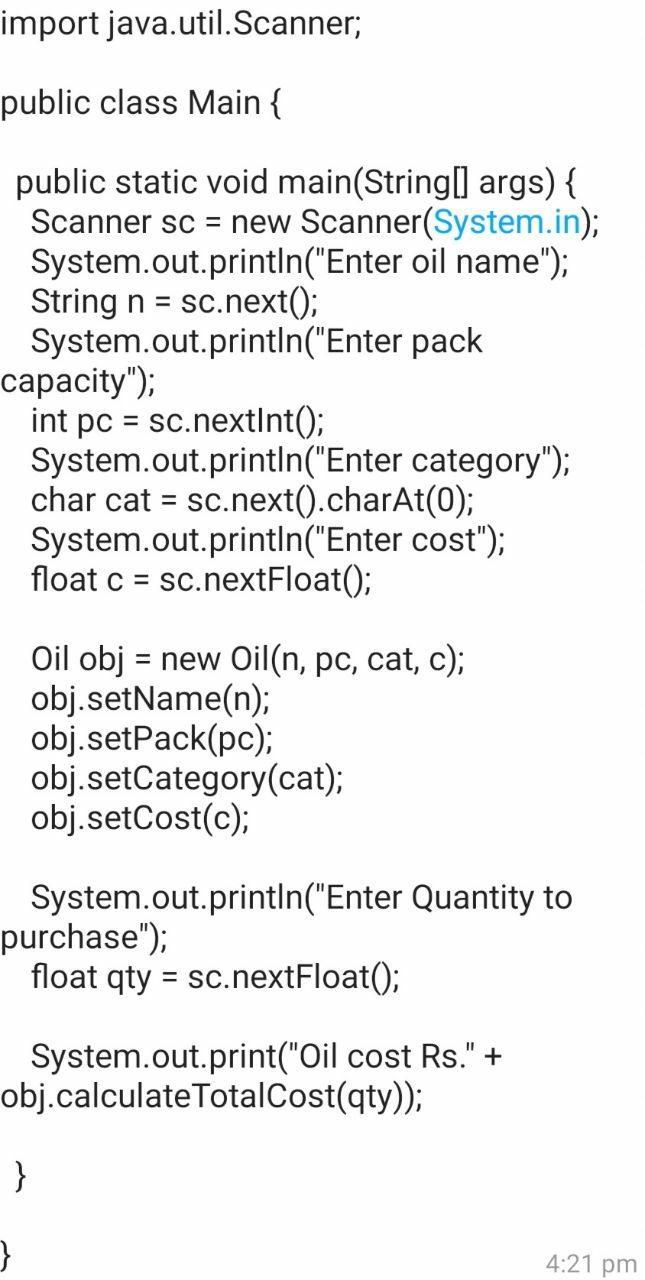 import java.util.Scanner;
public class Main {
public static void main(String[] args) {
Scanner sc = new Scanner(System.in);
System.out.println("Enter oil name");
String n = sc.next();
System.out.println("Enter pack
capacity");
int pc = sc.nextInt();
System.out.println("Enter category");
char cat = sc.next().charAt(0);
System.out.println("Enter cost");
float c = sc.nextFloat();
Oil obj = new Oil(n, pc, cat, c);
obj.setName(n);
obj.setPack(pc);
obj.setCategory(cat);
obj.setCost(c);
System.out.println("Enter Quantity to
purchase");
float qty = sc.nextFloat();
System.out.print("Oil cost Rs." +
obj.calculateTotalCost(qty));
}
}
4:21 pm